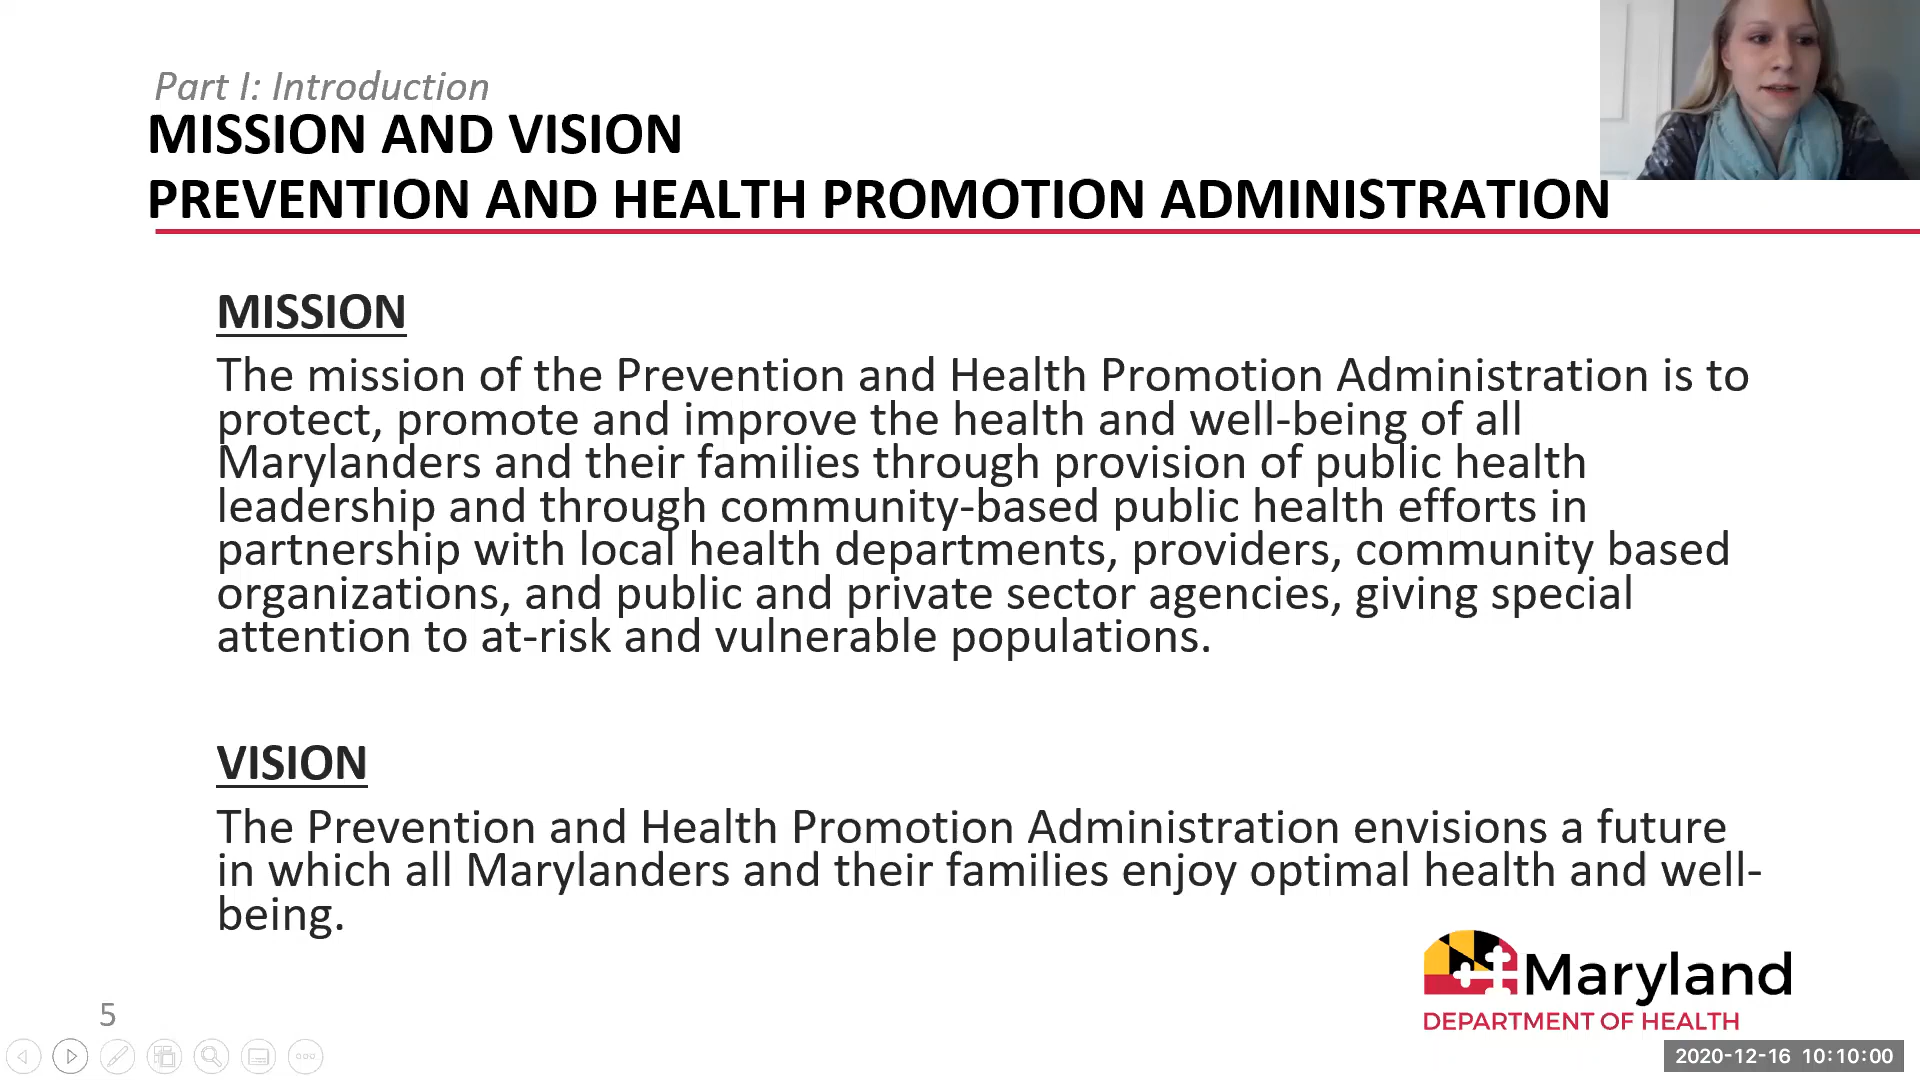 Part I: Introduction
MISSION AND VISION
PREVENTION AND HEALTH PROMOTION ADMINISTRATION
MISSION
The mission of the Prevention and Health Promotion Administration is to
protect, promote and improve the health and well-being of all
Marylanders and their families through provision of public health
leadership and through community-based public health efforts in
partnership with local health departments, providers, community based
organizations, and public and private sector agencies, giving special
attention to at-risk and vulnerable populations.
VISION
The Prevention and Health Promotion Administration envisions a future
in which all Marylanders and their families enjoy optimal health and well-
being.
Maryland
DEPARTMENT OF HEALTH
5
2020-12-16 10:10:00